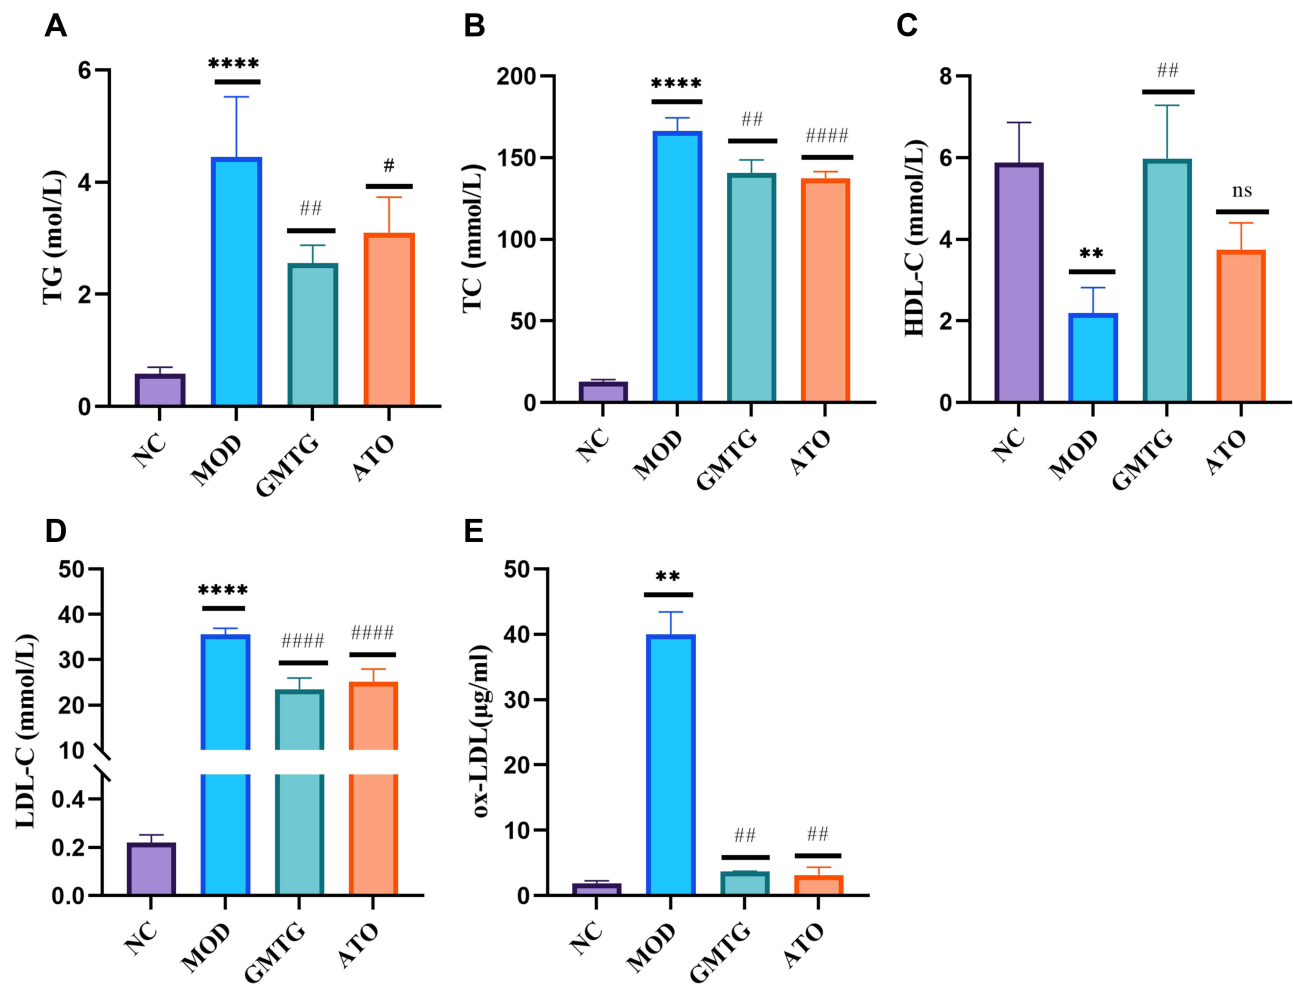 A
TG (mol/L)
6
4
2
0
****
##
#
NC
MOD
GMTG
ATO
B
TC (mmol/L)
200
150
100
50
0
****
##
####
NC
MOD
GMTG
ATO
C
HDL-C (mmol/L)
8
6
4
2
0
**
##
ns
NC
MOD
GMTG
ATO
D
LDL-C (mmol/L)
50
40
30
20
10
0.4
0.2
0.0
****
####
####
NC
MOD
GMTG
ATO
E
ox-LDL(μg/ml)
50
40
30
20
10
0
**
##
##
NC
MOD
GMTG
ATO